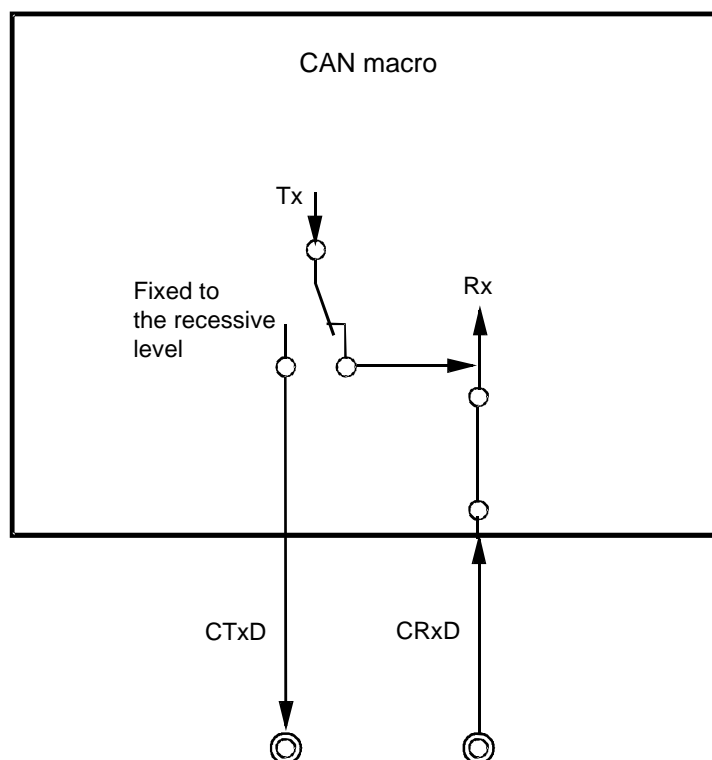 CAN macro
Tx
Rx
Fixed to
the recessive
level
CTxD
CRxD